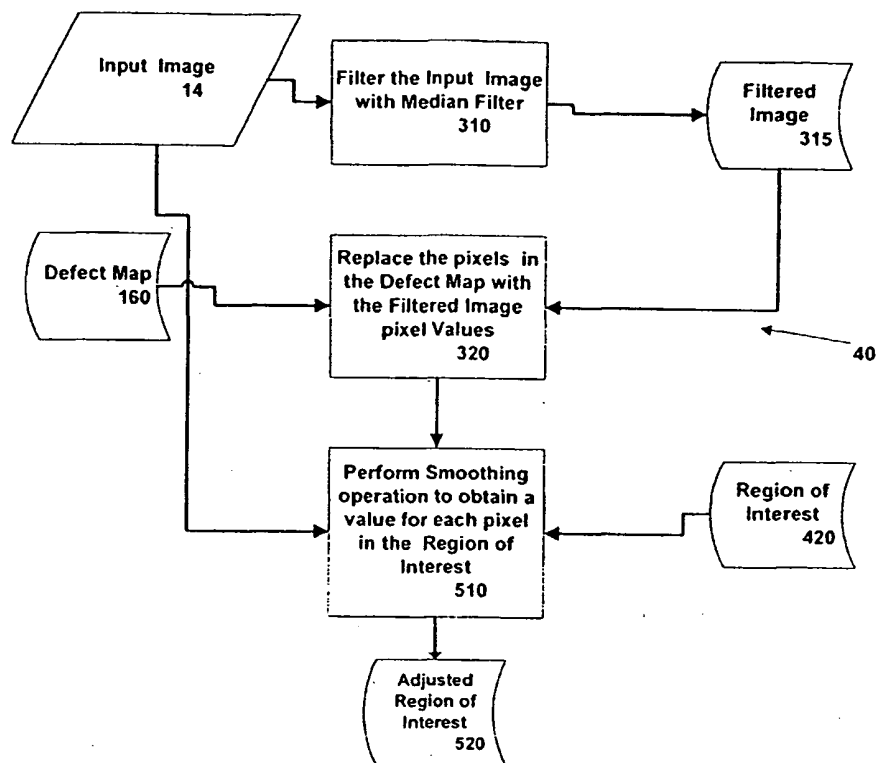 Input Image
14
Filter the Input Image
with Median Filter
310
Filtered
Image
315
Defect Map
160
Replace the pixels in
the Defect Map with
the Filtered Image
pixel Values
320
40
Perform Smoothing
operation to obtain a
value for each pixel
in the Region of
Interest
510
Region of
Interest
420
Adjusted
Region of
Interest
520